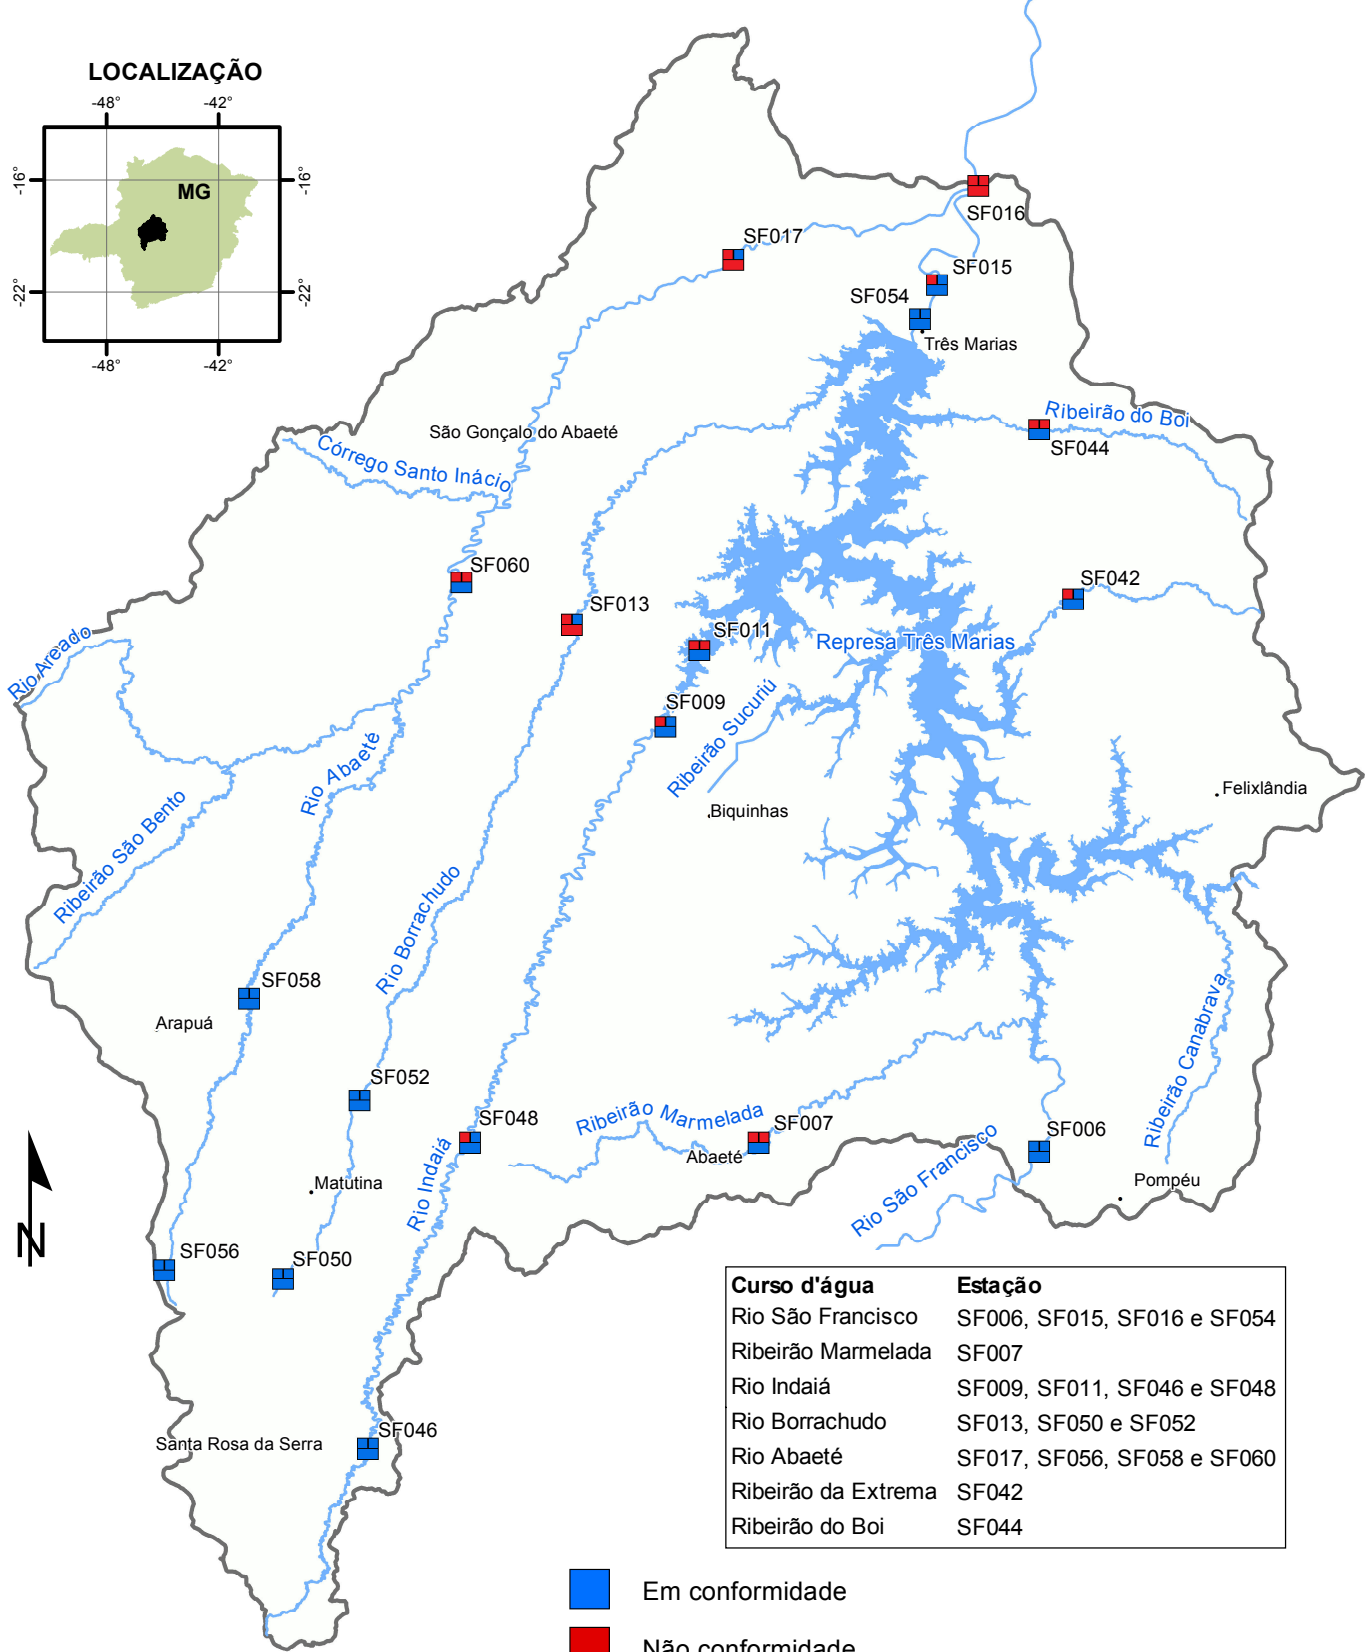 LOCALIZAÇÃO
-48°
-42°
-16°
-16°
MG
-22°
-22°
-48°
-42°
SF016
SF017
SF015
SF054
Três Marias
Ribeirão do Boi
SF044
São Gonçalo do Abaeté
Córrego Santo Inácio
SF060
SF042
SF013
SF011
Represa Três Marias
Rio Areado
SF009
Ribeirão Sucuriú
Rio Abaeté
Felixlândia
Biquinhas
Ribeirão São Bento
Rio Borrachudo
SF058
Arapuá
Ribeirão Canabrava
SF052
SF048
Ribeirão Marmelada
SF007
SF006
Abaeté
Rio São Francisco
Rio Indaiá
Matutina
Pompéu
N
SF056
SF050
Curso d'água Estação
Rio São Francisco SF006, SF015, SF016 e SF054
Ribeirão Marmelada SF007
Rio Indaiá SF009, SF011, SF046 e SF048
Rio Borrachudo SF013, SF050 e SF052
Rio Abaeté SF017, SF056, SF058 e SF060
Ribeirão da Extrema SF042
Ribeirão do Boi SF044
SF046
Santa Rosa da Serra
Em conformidade
Não conformidade